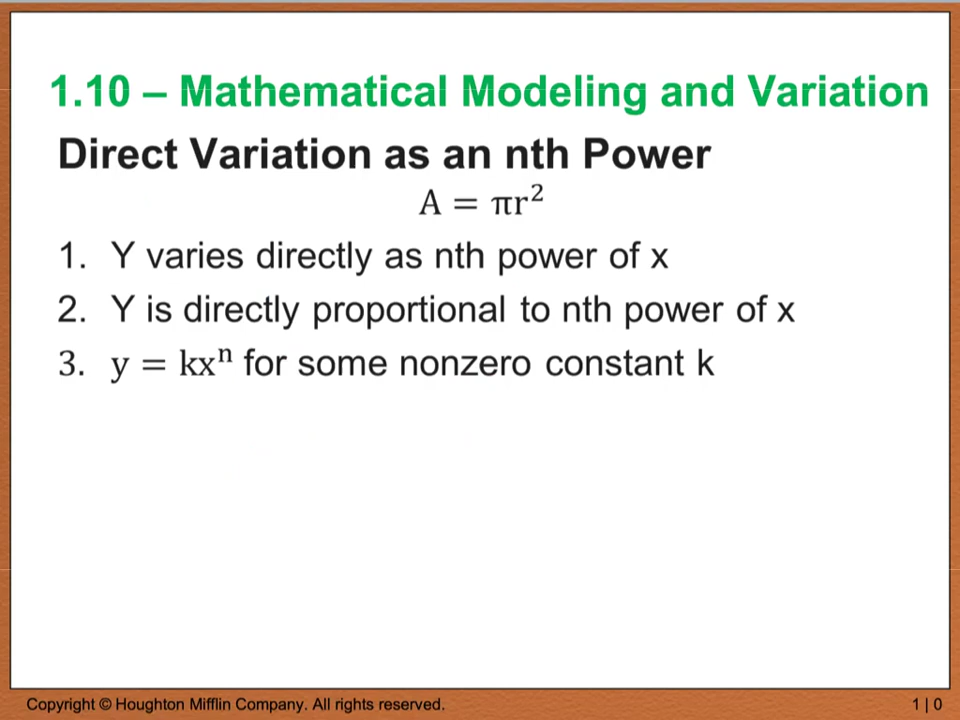 1.10 – Mathematical Modeling and Variation
Direct Variation as an nth Power
A = πr²
1. Y varies directly as nth power of x
2. Y is directly proportional to nth power of x
3. y = kxⁿ for some nonzero constant k
Copyright © Houghton Mifflin Company. All rights reserved.
1 | 0